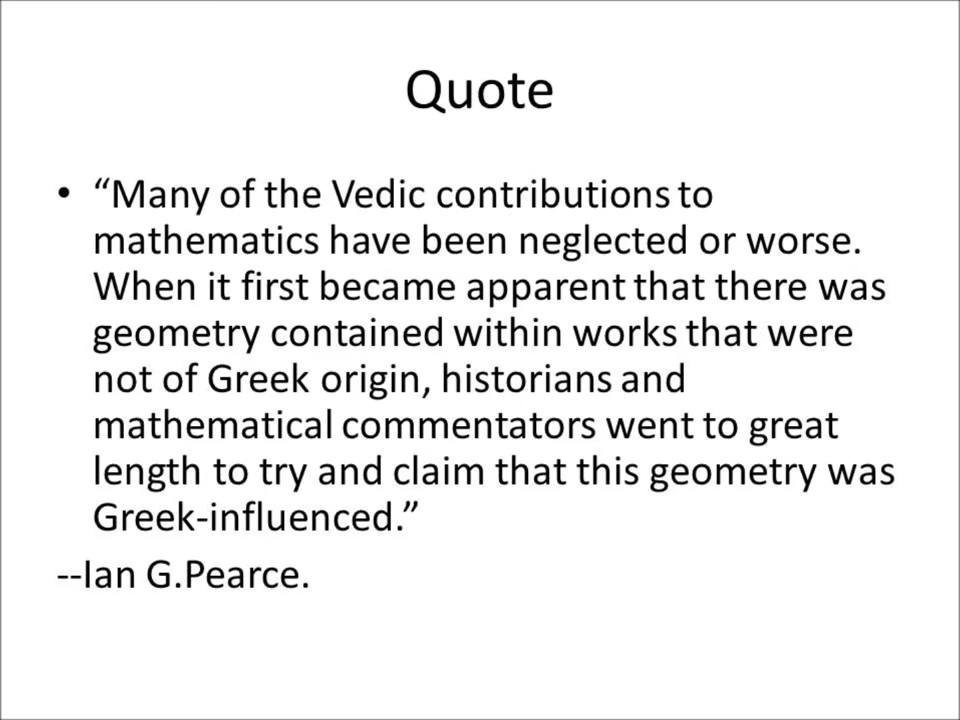 Quote
• “Many of the Vedic contributions to
mathematics have been neglected or worse.
When it first became apparent that there was
geometry contained within works that were
not of Greek origin, historians and
mathematical commentators went to great
length to try and claim that this geometry was
Greek-influenced.”
--Ian G.Pearce.